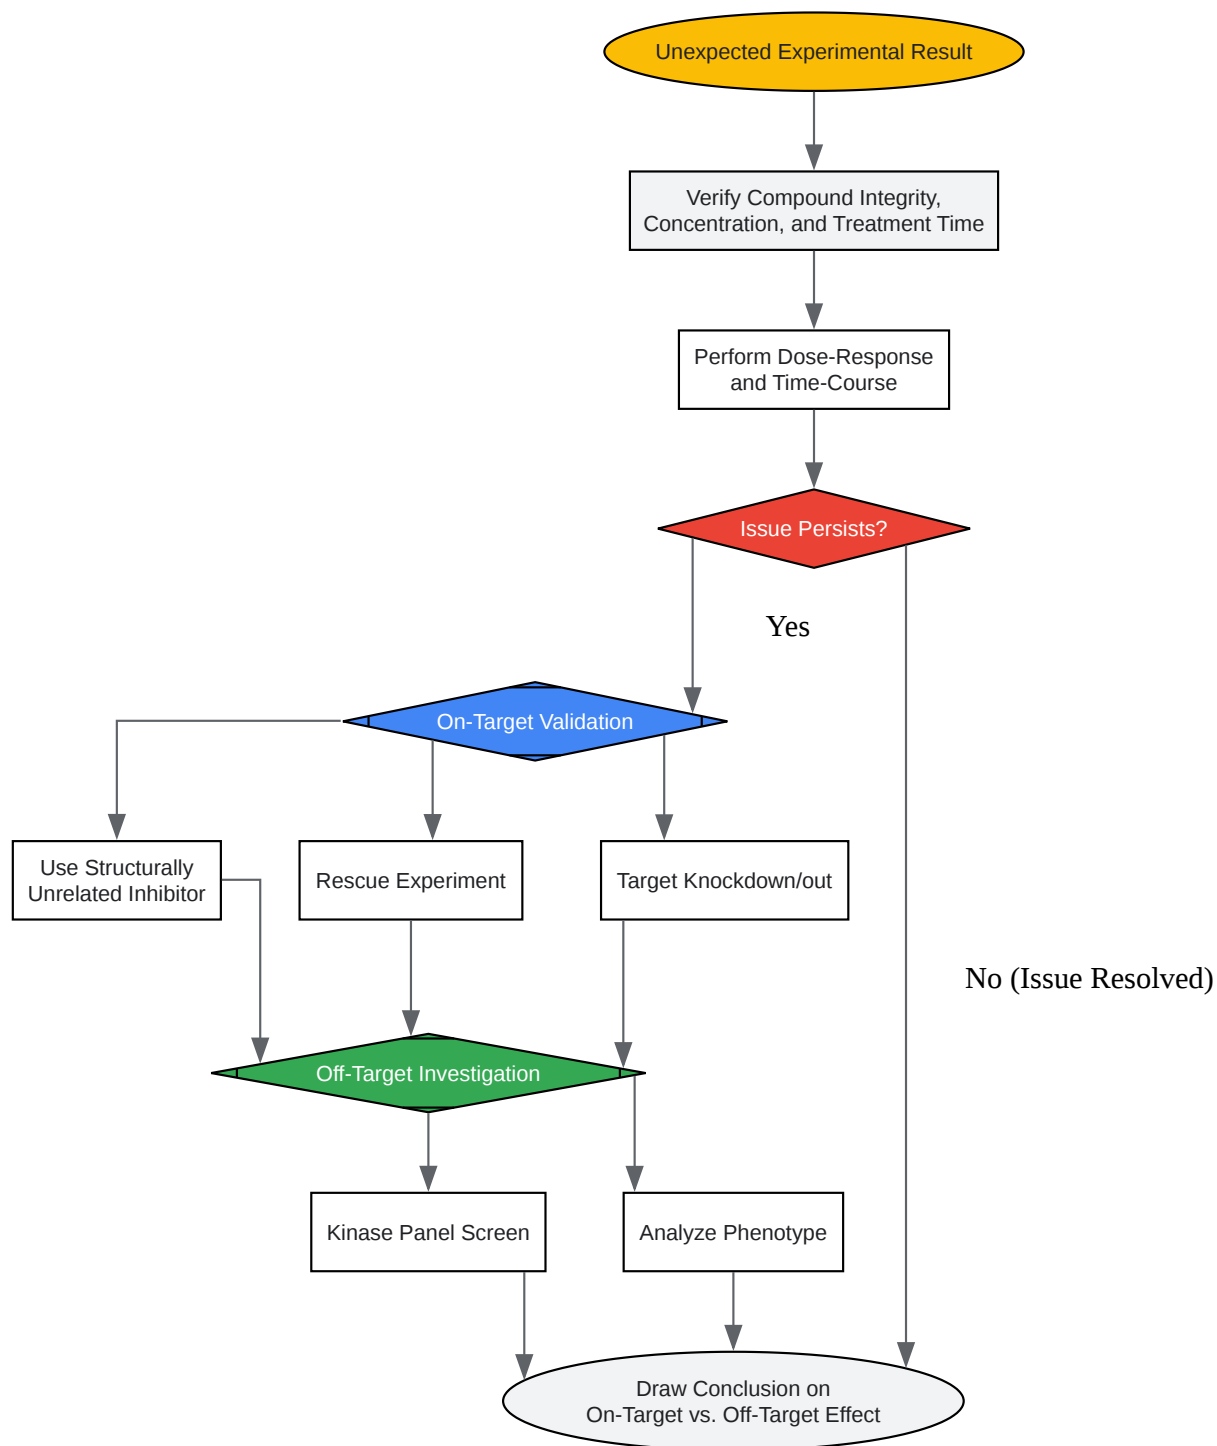 Unexpected Experimental Result
Verify Compound Integrity,
Concentration, and Treatment Time
Perform Dose-Response
and Time-Course
Issue Persists?
Yes
On-Target Validation
Use Structurally
Unrelated Inhibitor
Rescue Experiment
Target Knockdown/out
No (Issue Resolved)
Off-Target Investigation
Kinase Panel Screen
Analyze Phenotype
Draw Conclusion on
On-Target vs. Off-Target Effect